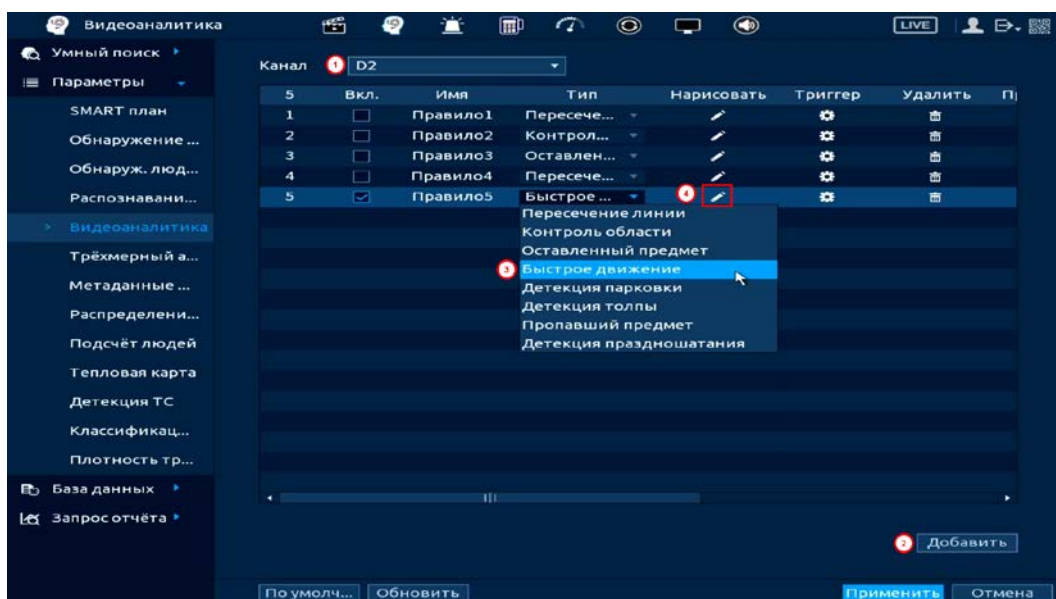 Видеоаналитика LIVE
Умный поиск
Параметры
SMART план
Обнаружение ...
Обнаруж. люд...
Распознавани...
Видеоаналитика
Трёхмерный а...
Метаданные ...
Распределени...
Подсчёт людей
Тепловая карта
Детекция ТС
Классификац...
Плотность тр...
База данных
Запрос отчёта
Канал 1 D2
5 Вкл. Имя Тип Нарисовать Триггер Удалить П
1 Правило1 Пересече...
2 Правило2 Контрол...
3 Правило3 Оставлен...
4 Правило4 Пересече...
5 Правило5 Быстрое ... 4
Пересечение линии
Контроль области
Оставленный предмет
3 Быстрое движение
Детекция парковки
Детекция толпы
Пропавший предмет
Детекция праздношатания
2 Добавить
По умолч... Обновить Применить Отмена